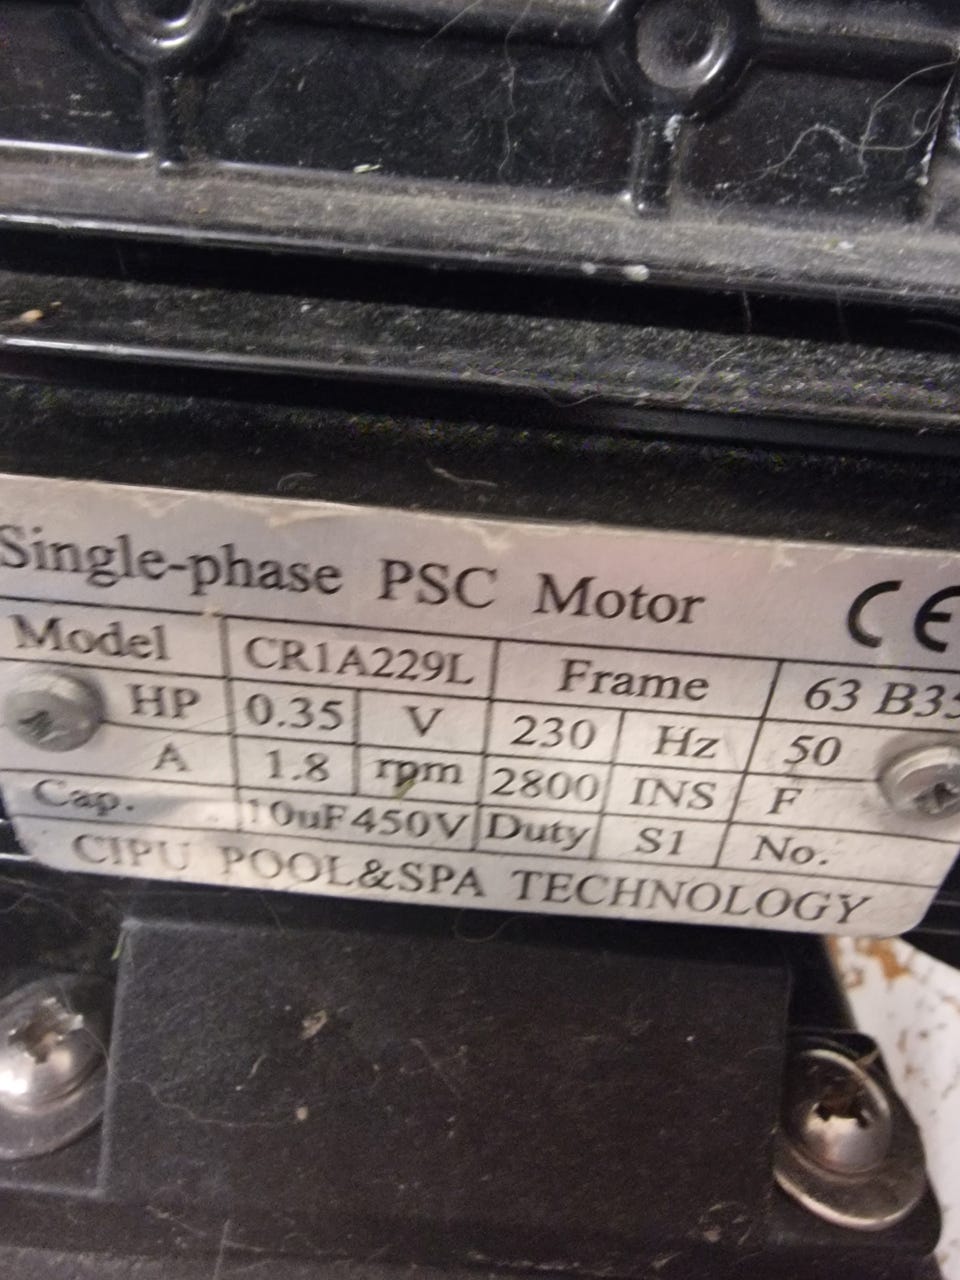 Single-phase PSC Motor CE
Model CR1A229L Frame 63 B35
HP 0.35 V 230 Hz 50
A 1.8 rpm 2800 INS F
Cap. 10uF450V Duty S1 No.
CIPU POOL&SPA TECHNOLOGY